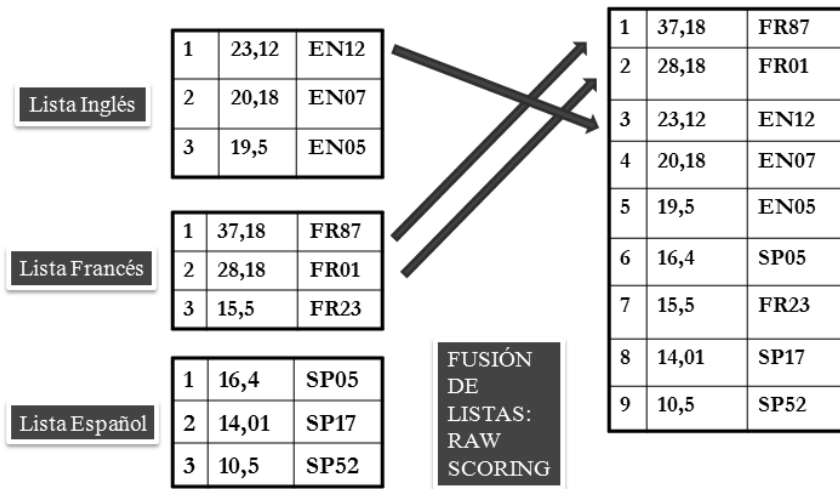 Lista Inglés
1 23,12 EN12
2 20,18 EN07
3 19,5 EN05
Lista Francés
1 37,18 FR87
2 28,18 FR01
3 15,5 FR23
Lista Español
1 16,4 SP05
2 14,01 SP17
3 10,5 SP52
FUSIÓN
DE
LISTAS:
RAW
SCORING
1 37,18 FR87
2 28,18 FR01
3 23,12 EN12
4 20,18 EN07
5 19,5 EN05
6 16,4 SP05
7 15,5 FR23
8 14,01 SP17
9 10,5 SP52